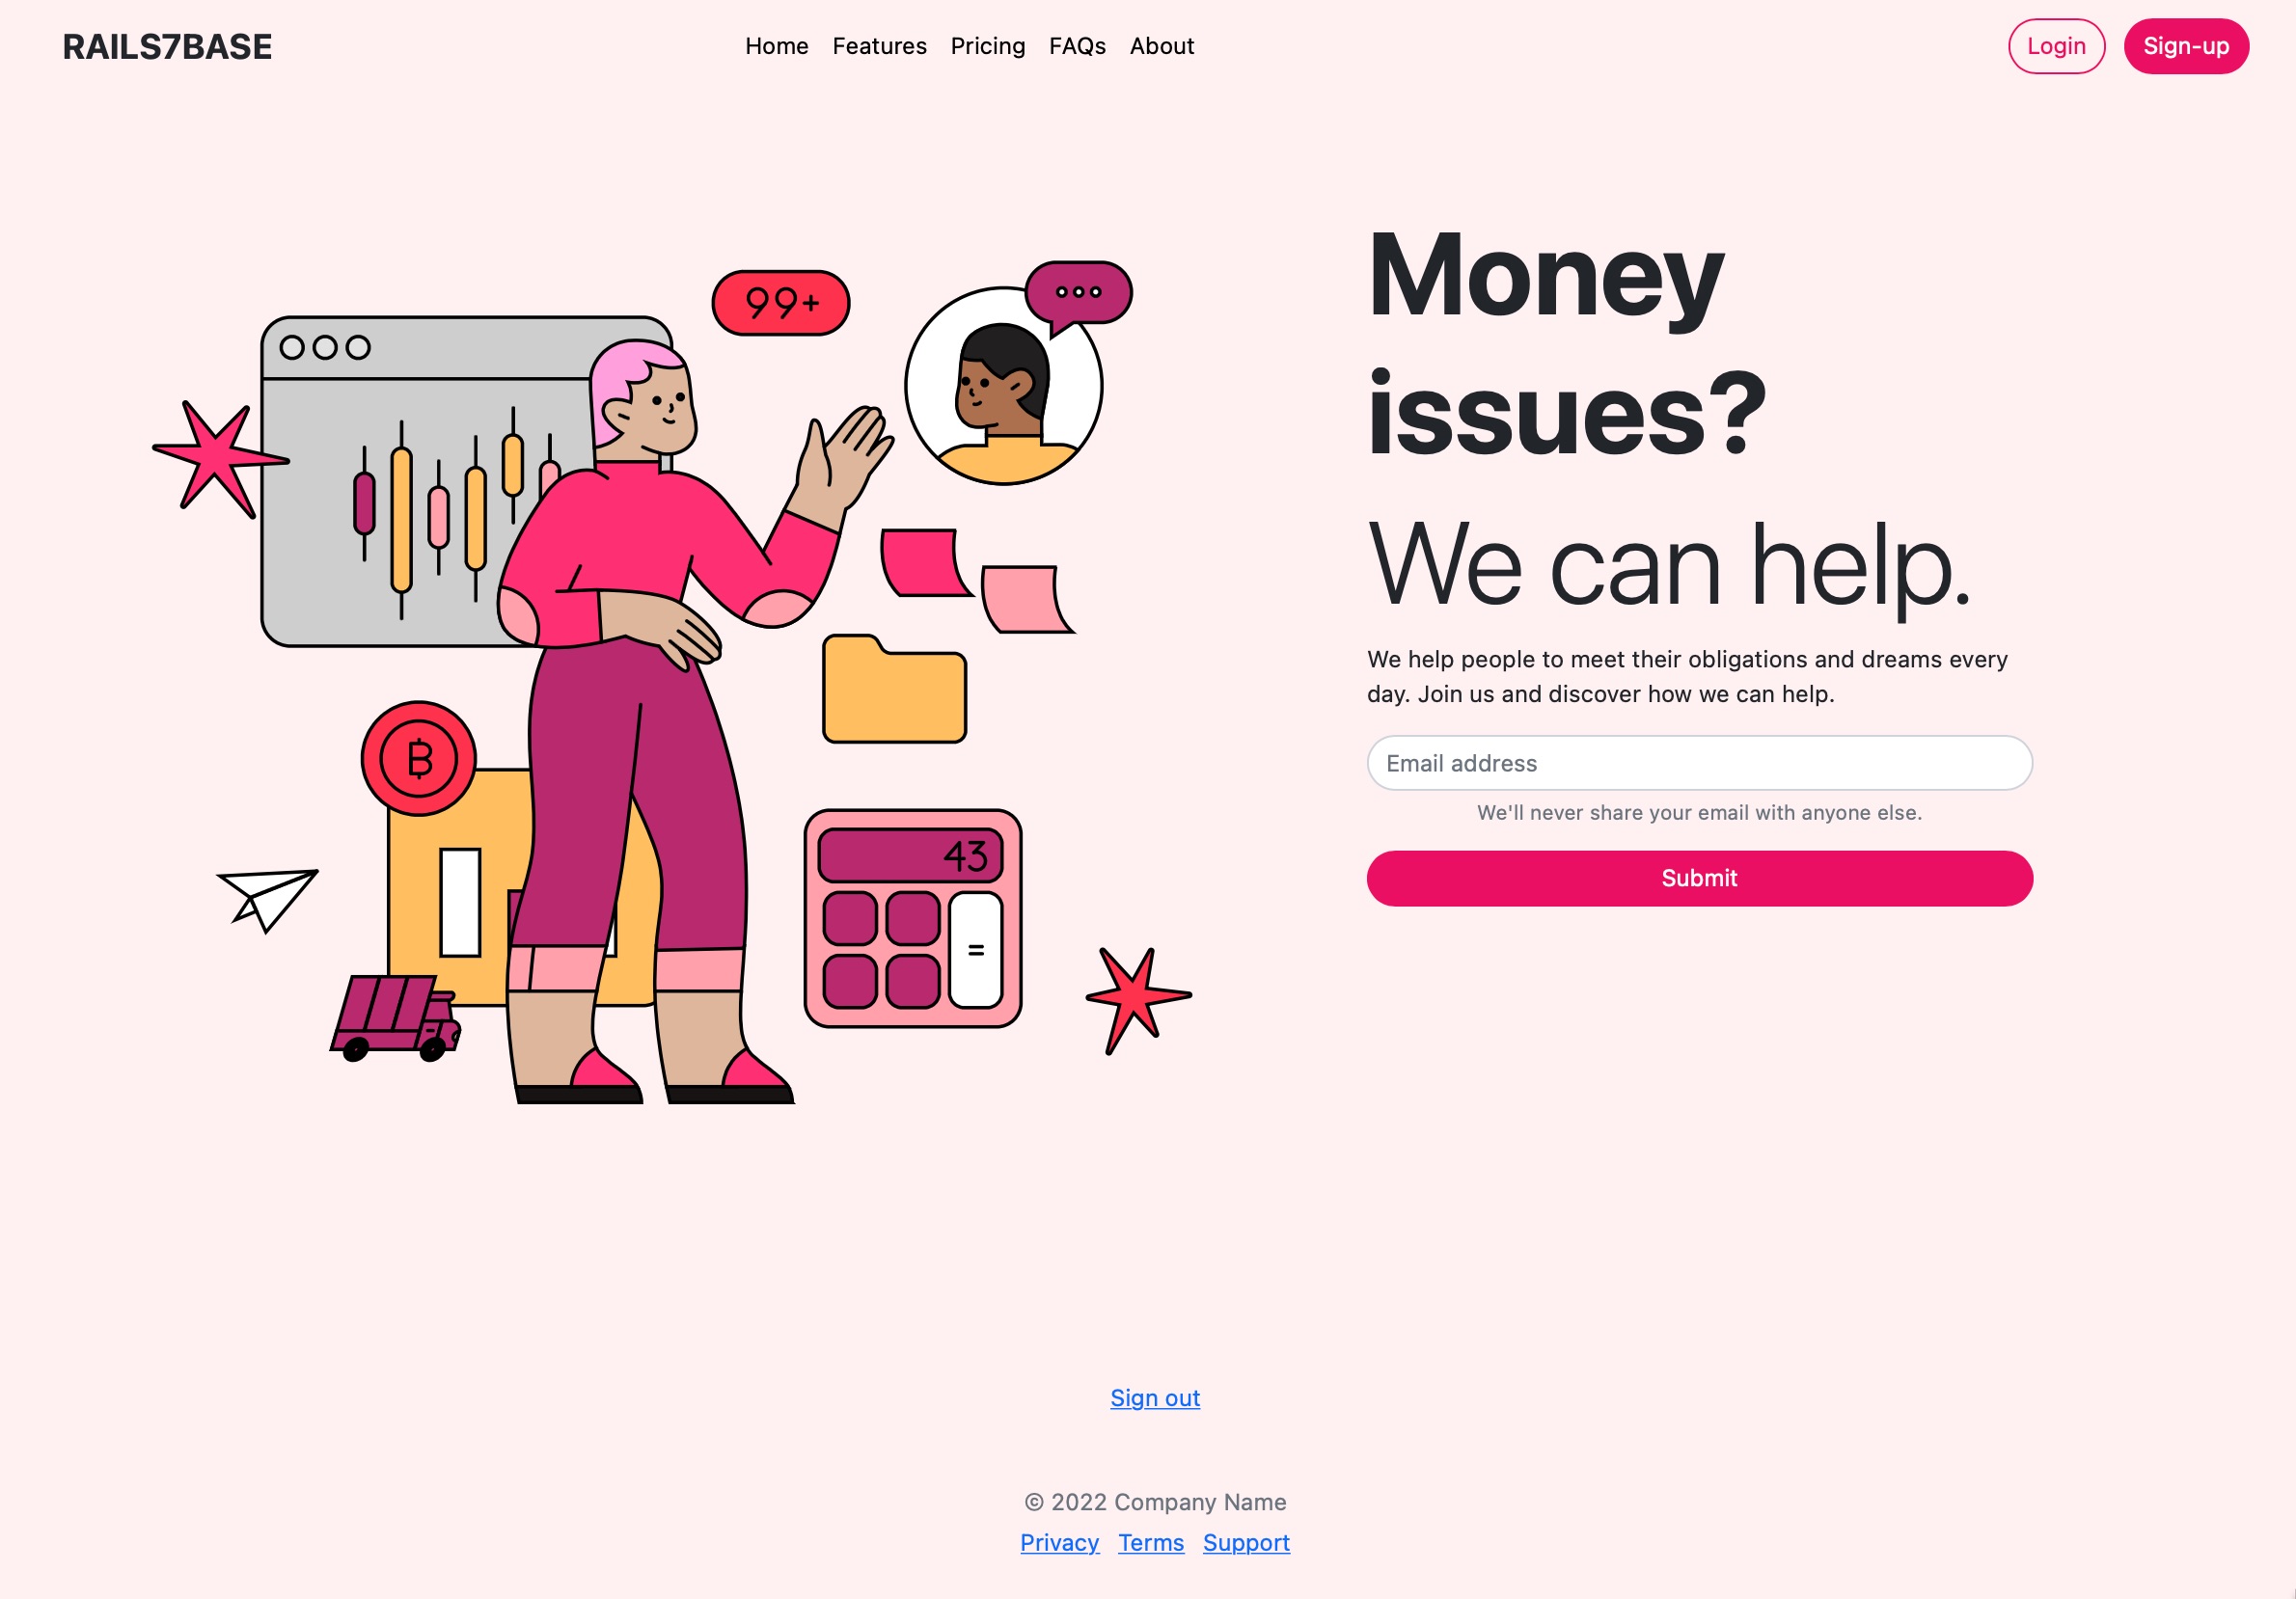 RAILS7BASE
Home Features Pricing FAQs About
Login Sign-up
99+
43
=
Money
issues?
We can help.
We help people to meet their obligations and dreams every
day. Join us and discover how we can help.
Email address
We'll never share your email with anyone else.
Submit
Sign out
© 2022 Company Name
Privacy Terms Support